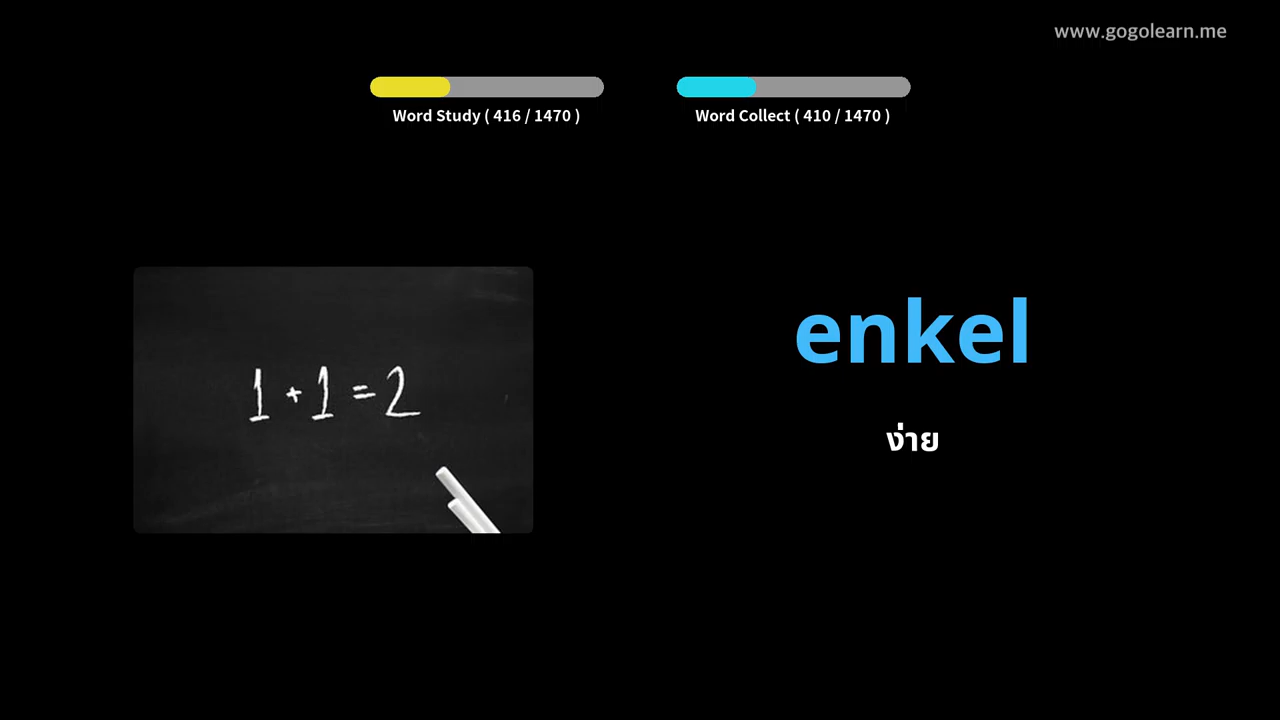 www.gogolearn.me
Word Study ( 416 / 1470 )
Word Collect ( 410 / 1470 )
1 + 1 = 2
enkel
ง่าย